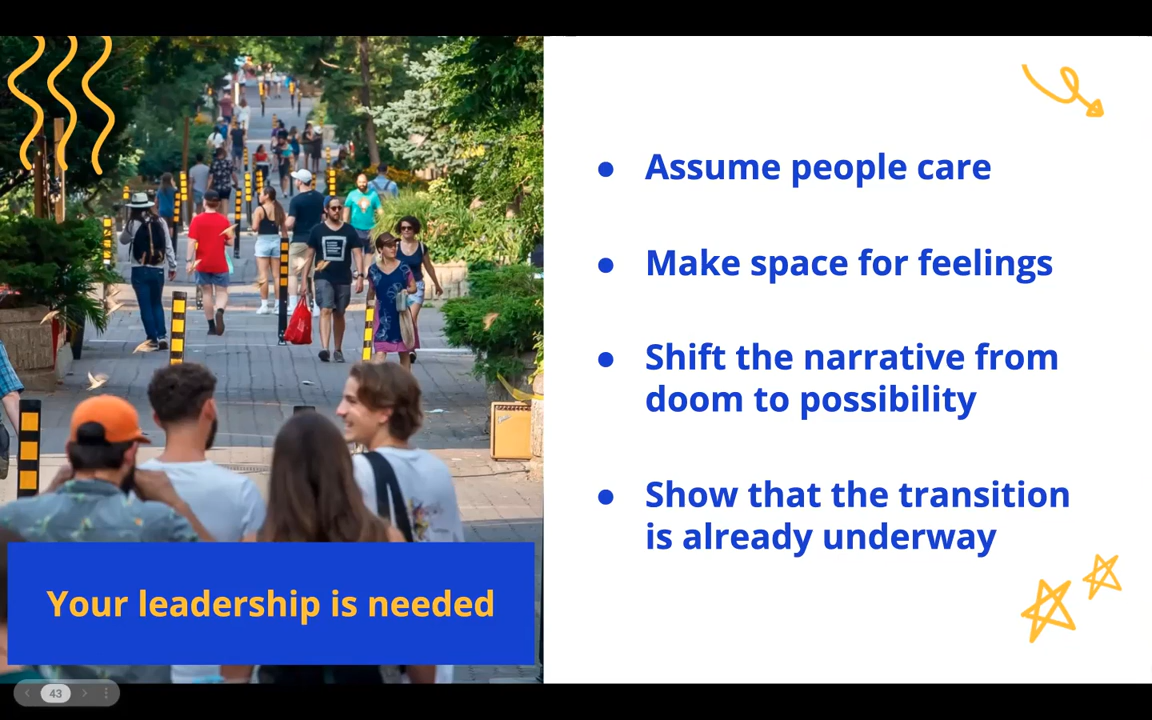 Assume people care
Make space for feelings
Shift the narrative from
doom to possibility
Show that the transition
is already underway
Your leadership is needed
43